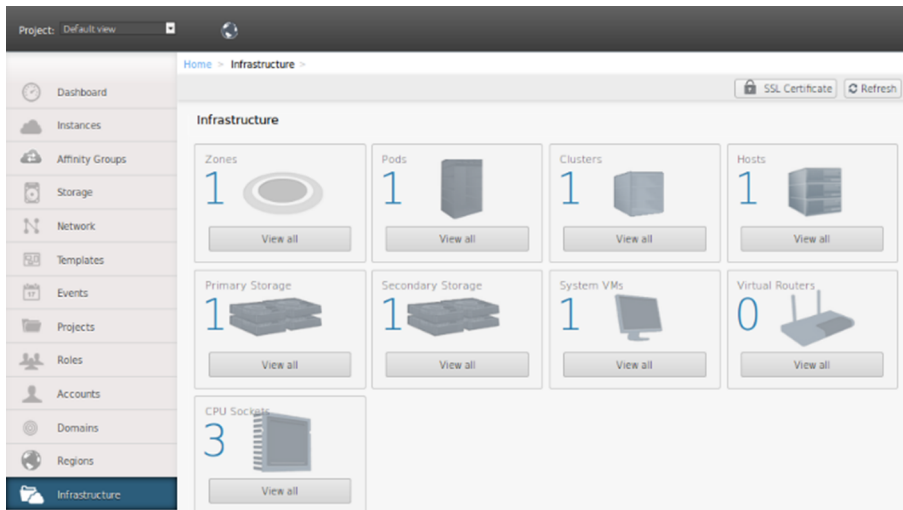 Project: Default view
Home > Infrastructure >
SSL Certificate
Refresh
Dashboard
Instances
Affinity Groups
Storage
Network
Templates
Events
Projects
Roles
Accounts
Domains
Regions
Infrastructure
Infrastructure
Zones
1
View all
Pods
1
View all
Clusters
1
View all
Hosts
1
View all
Primary Storage
1
View all
Secondary Storage
1
View all
System VMs
1
View all
Virtual Routers
0
View all
CPU Sockets
3
View all